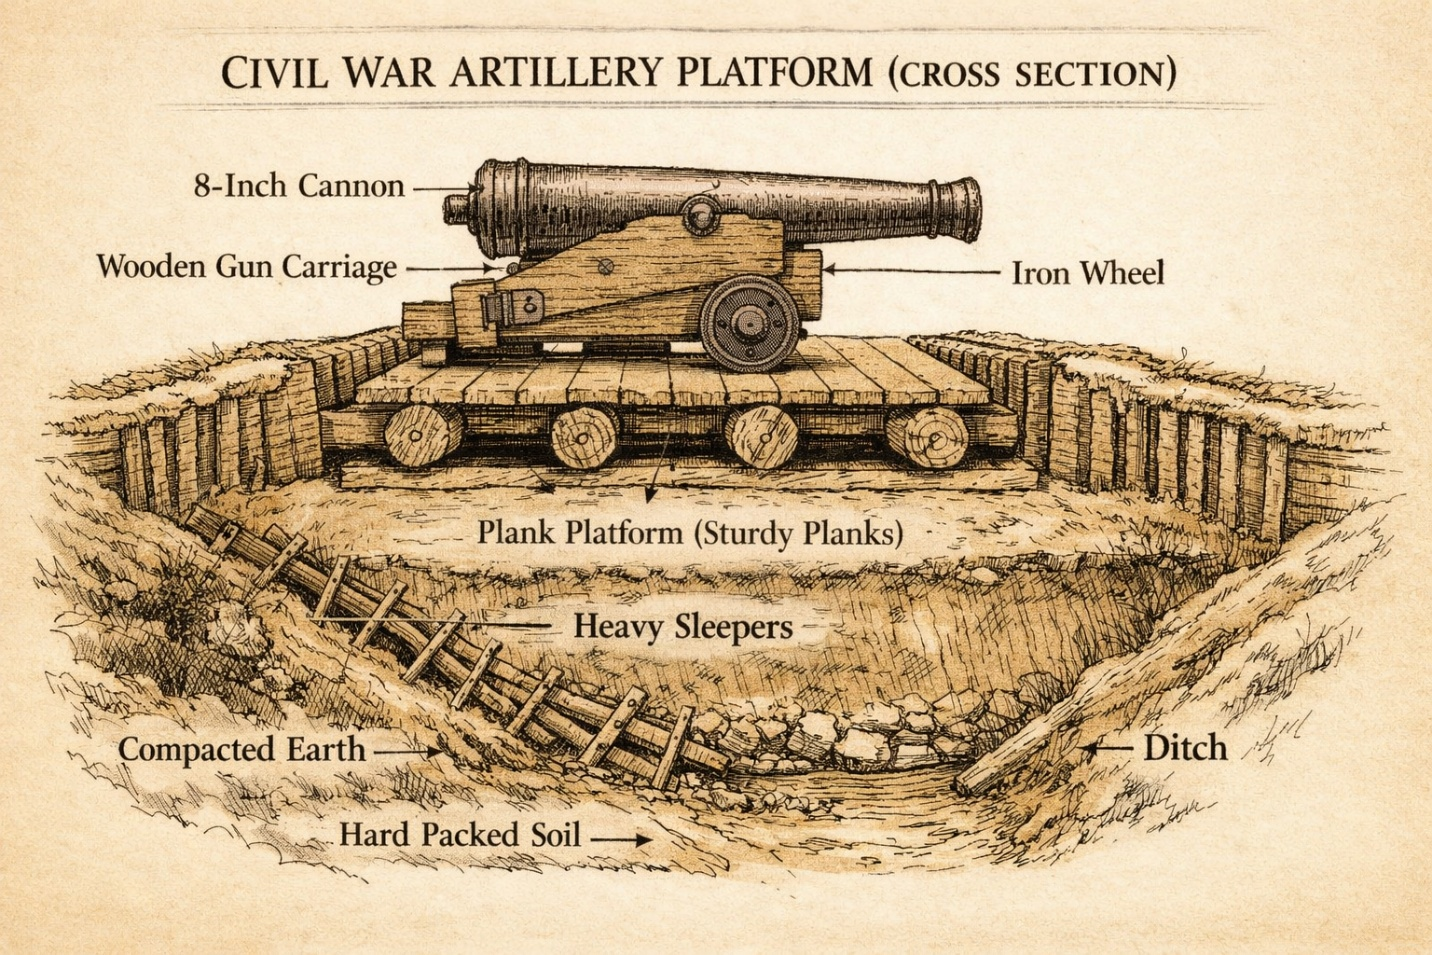 CIVIL WAR ARTILLERY PLATFORM (CROSS SECTION)
8-Inch Cannon
Wooden Gun Carriage
Iron Wheel
Plank Platform (Sturdy Planks)
Heavy Sleepers
Compacted Earth
Ditch
Hard Packed Soil